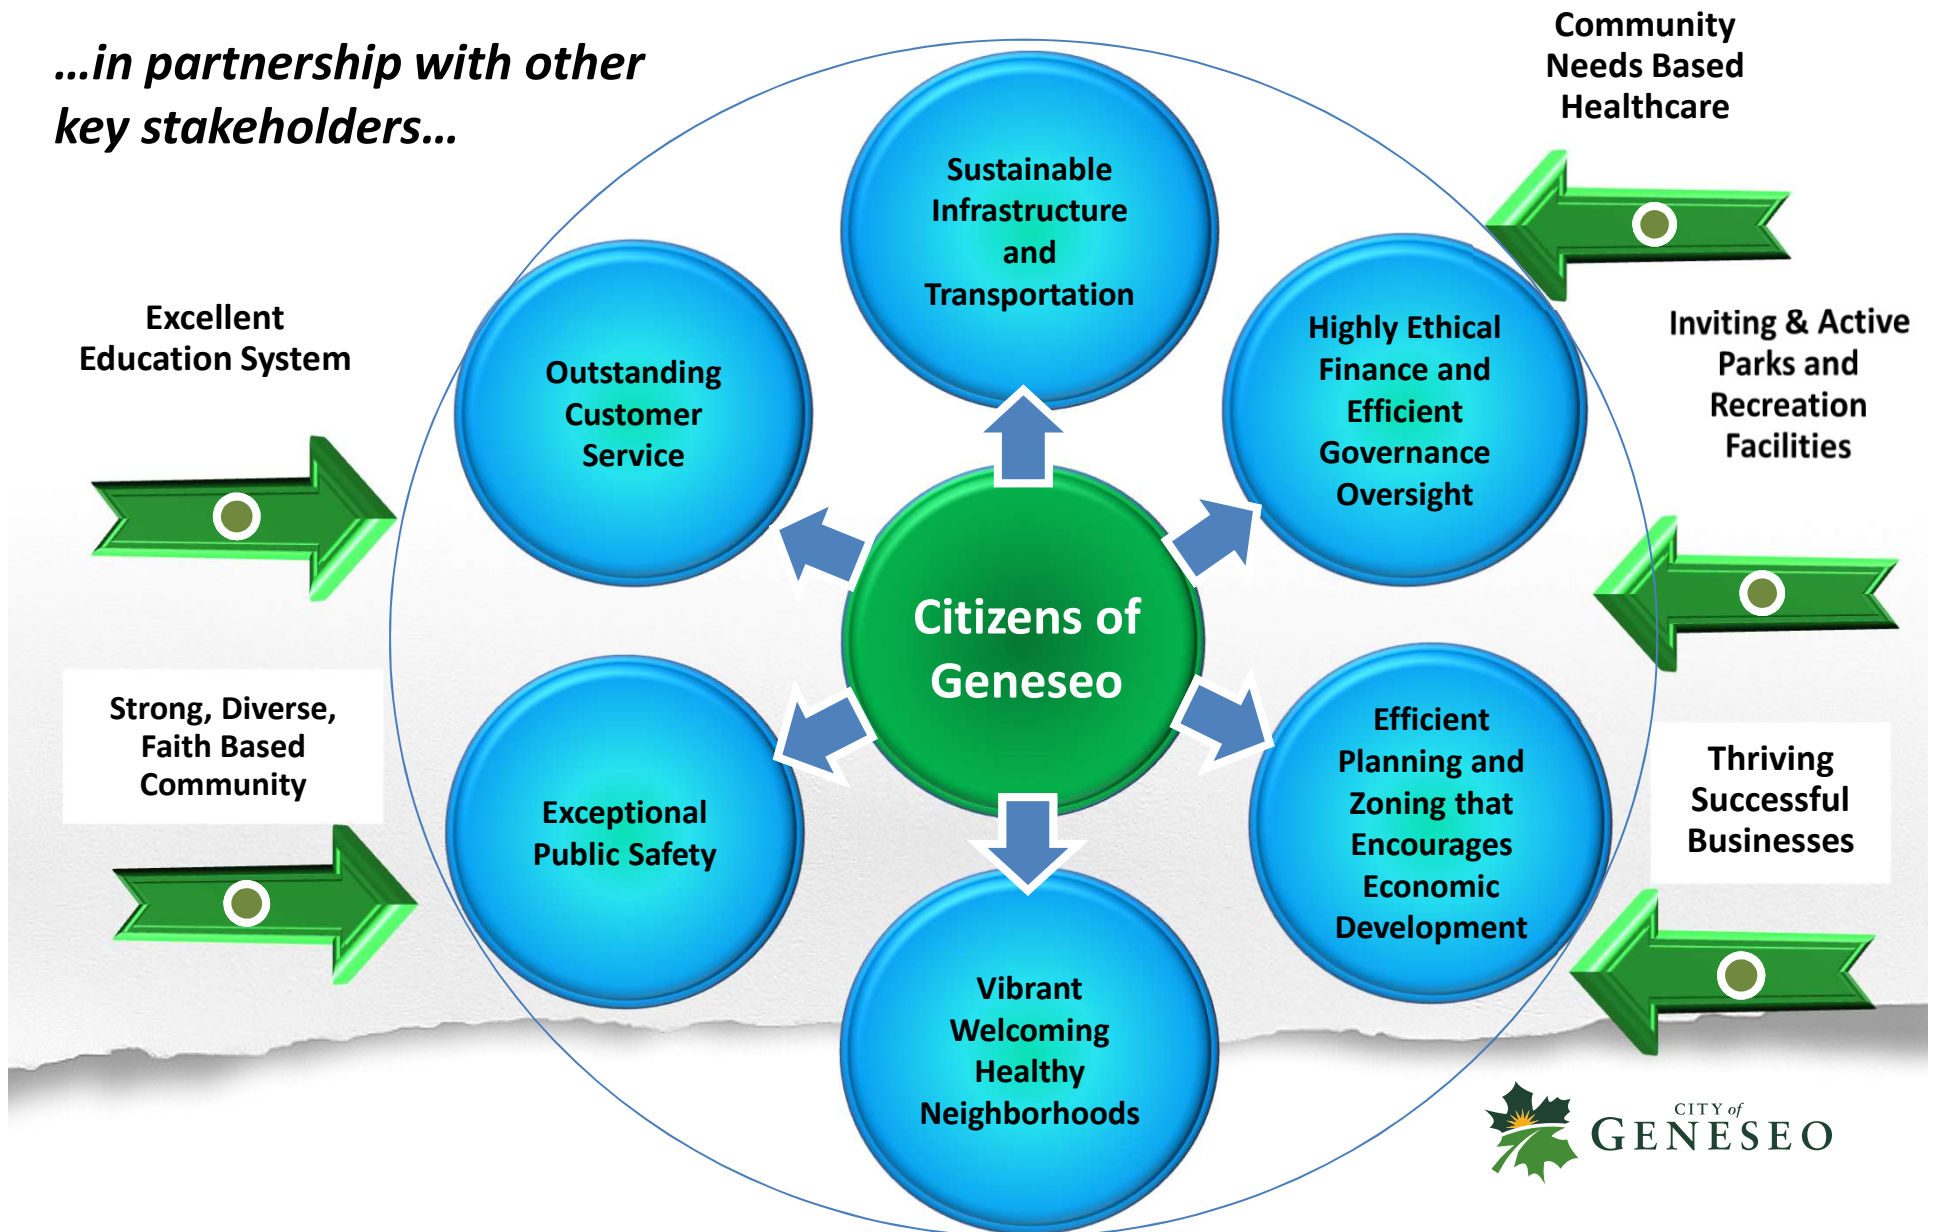 …in partnership with other
key stakeholders…
Community
Needs Based
Healthcare
Sustainable
Infrastructure
and
Transportation
Excellent
Education System
Outstanding
Customer
Service
Highly Ethical
Finance and
Efficient
Governance
Oversight
Inviting & Active
Parks and
Recreation
Facilities
Citizens of
Geneseo
Strong, Diverse,
Faith Based
Community
Exceptional
Public Safety
Efficient
Planning and
Zoning that
Encourages
Economic
Development
Thriving
Successful
Businesses
Vibrant
Welcoming
Healthy
Neighborhoods
CITY of
GENESEO